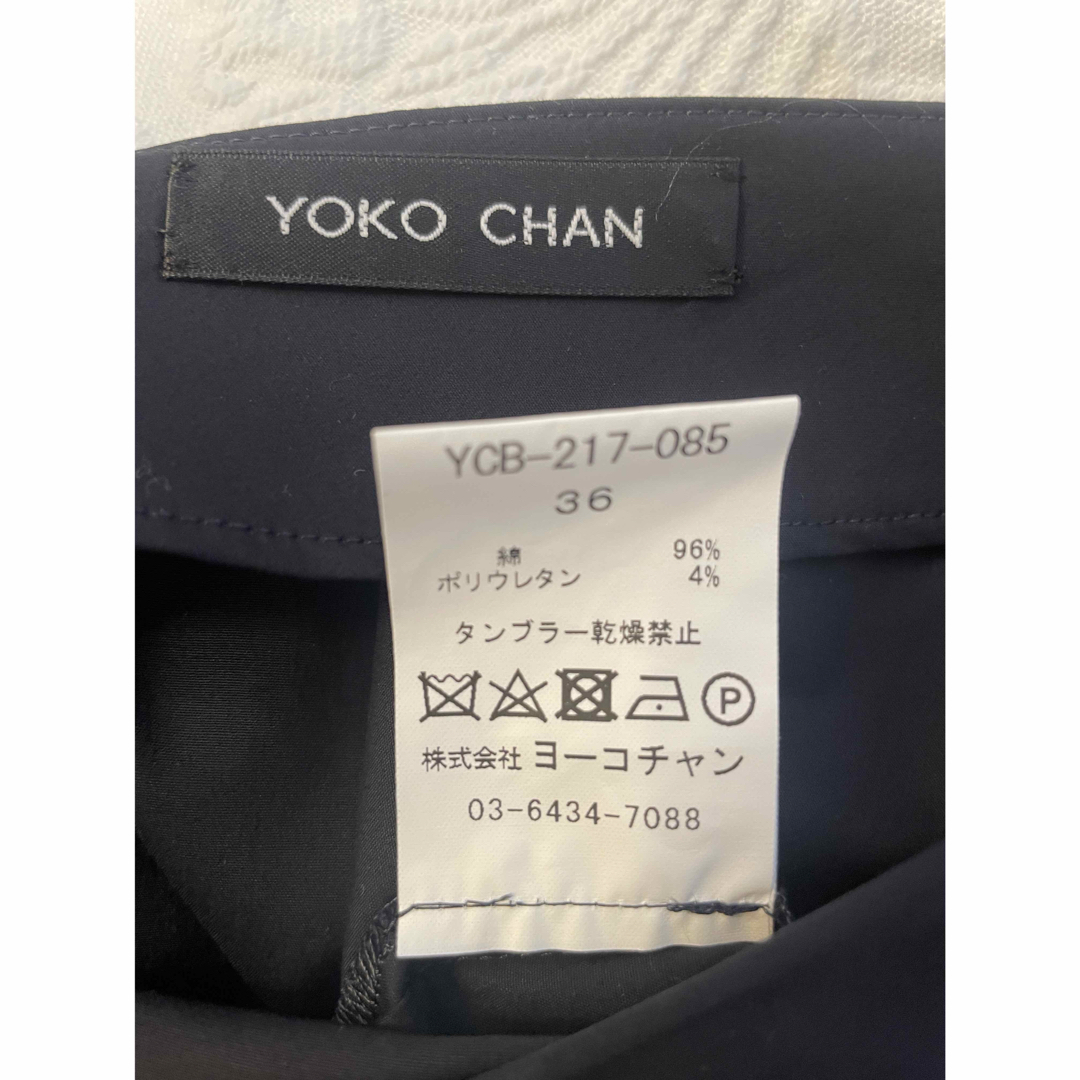 YOKO CHAN
YCB-217-085
36
綿 96%
ポリウレタン 4%
タンブラー乾燥禁止
P
株式会社 ヨーコチャン
03-6434-7088